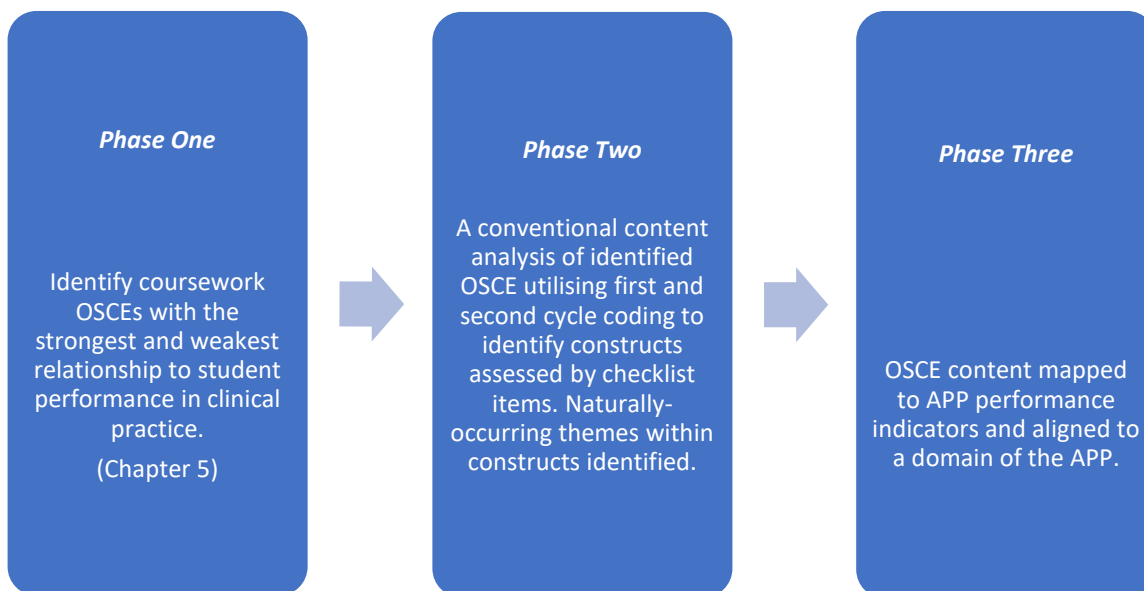 Phase One
Identify coursework
OSCEs with the
strongest and weakest
relationship to student
performance in clinical
practice.
(Chapter 5)
Phase Two
A conventional content
analysis of identified
OSCE utilising first and
second cycle coding to
identify constructs
assessed by checklist
items. Naturally-
occurring themes within
constructs identified.
Phase Three
OSCE content mapped
to APP performance
indicators and aligned to
a domain of the APP.